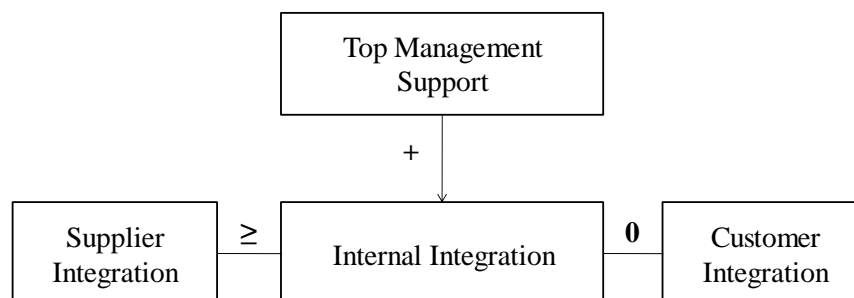 Top Management
Support
+
Supplier
Integration
≥
Internal Integration
0
Customer
Integration